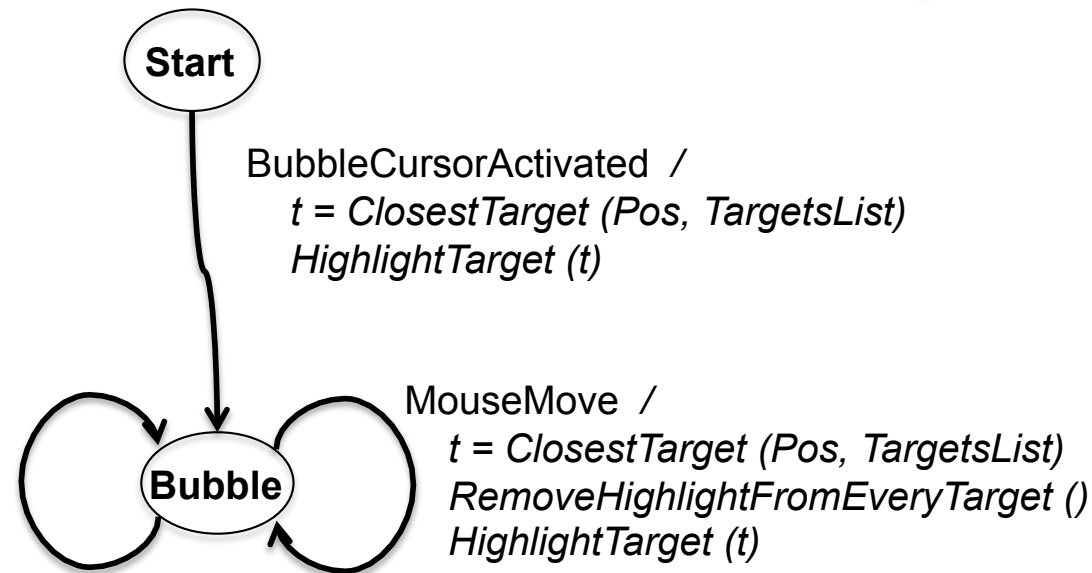 Start
BubbleCursorActivated /
t = ClosestTarget (Pos, TargetsList)
HighlightTarget (t)
MouseMove /
t = ClosestTarget (Pos, TargetsList)
RemoveHighlightFromEveryTarget ()
HighlightTarget (t)
Bubble